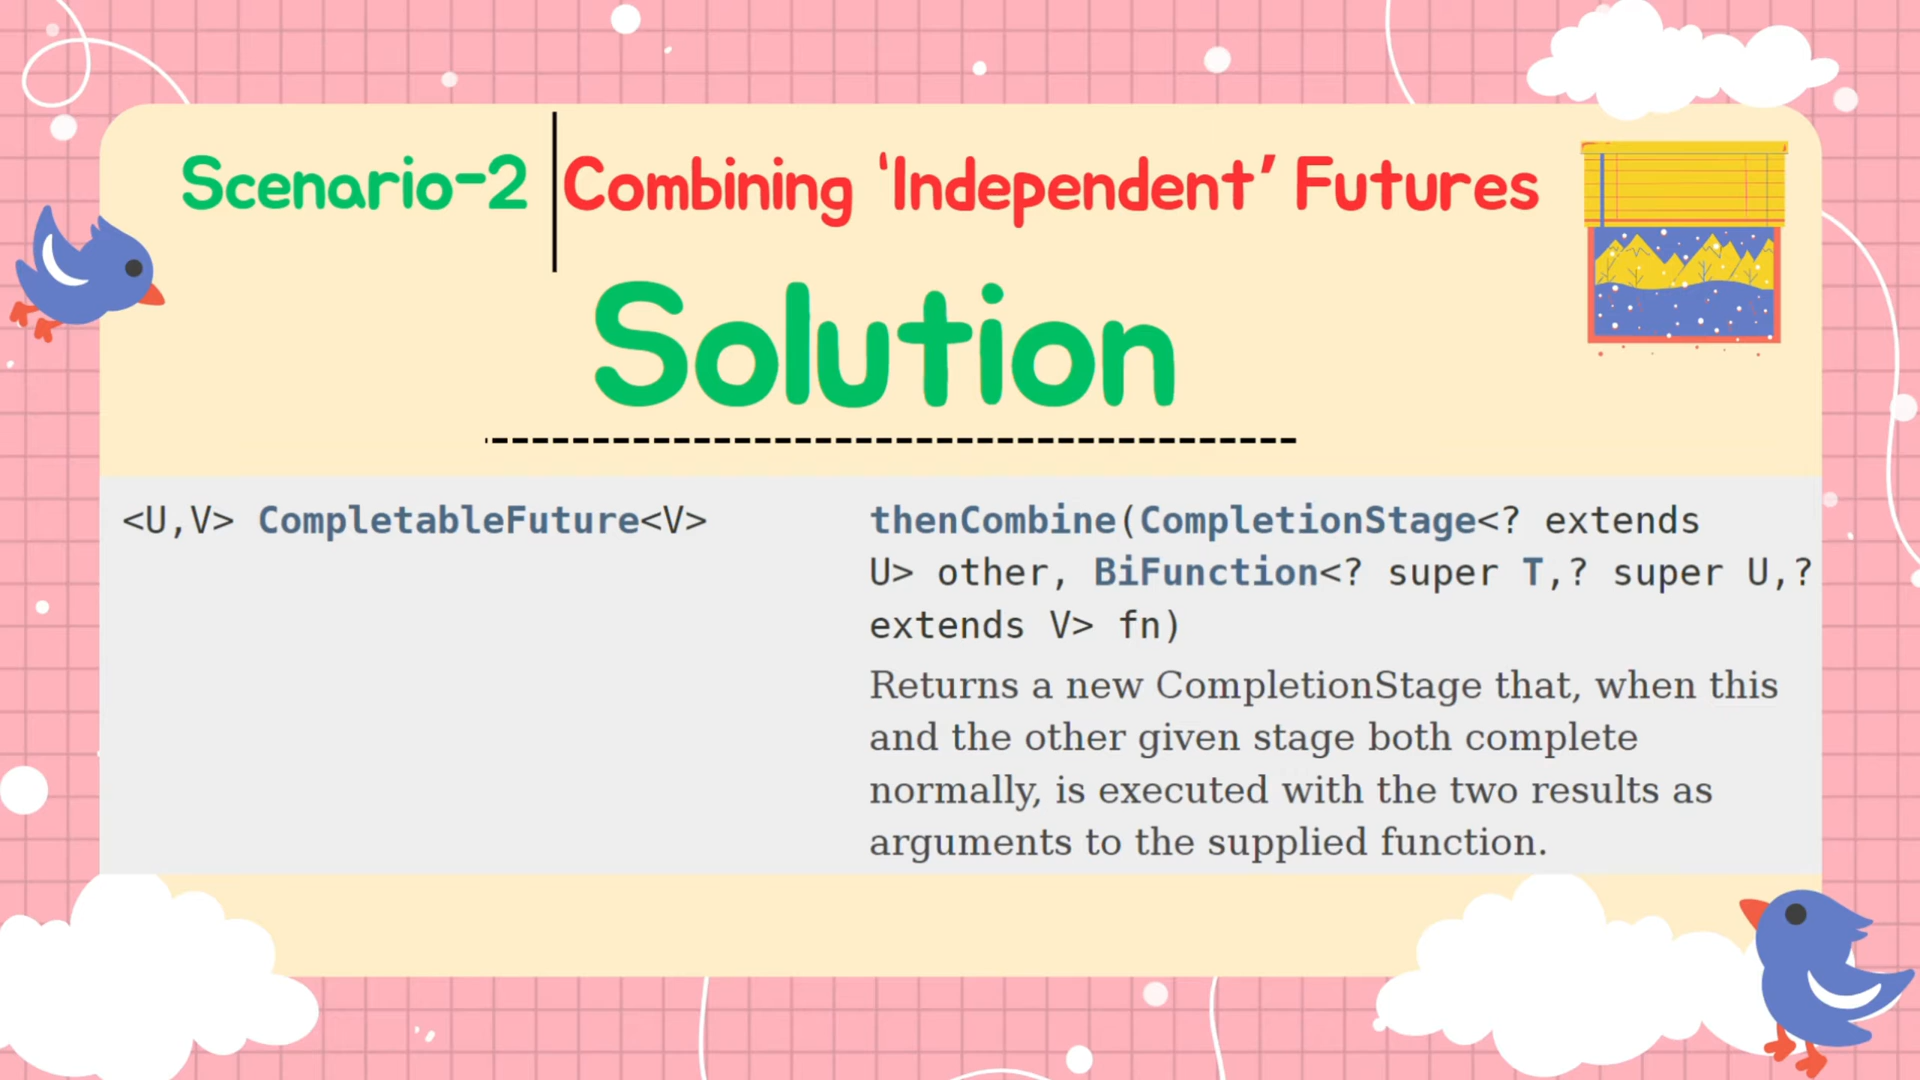 Scenario-2
Combining ‘Independent’ Futures
Solution
<U,V> CompletableFuture<V>
thenCombine(CompletionStage<? extends
U> other, BiFunction<? super T,? super U,?
extends V> fn)
Returns a new CompletionStage that, when this
and the other given stage both complete
normally, is executed with the two results as
arguments to the supplied function.